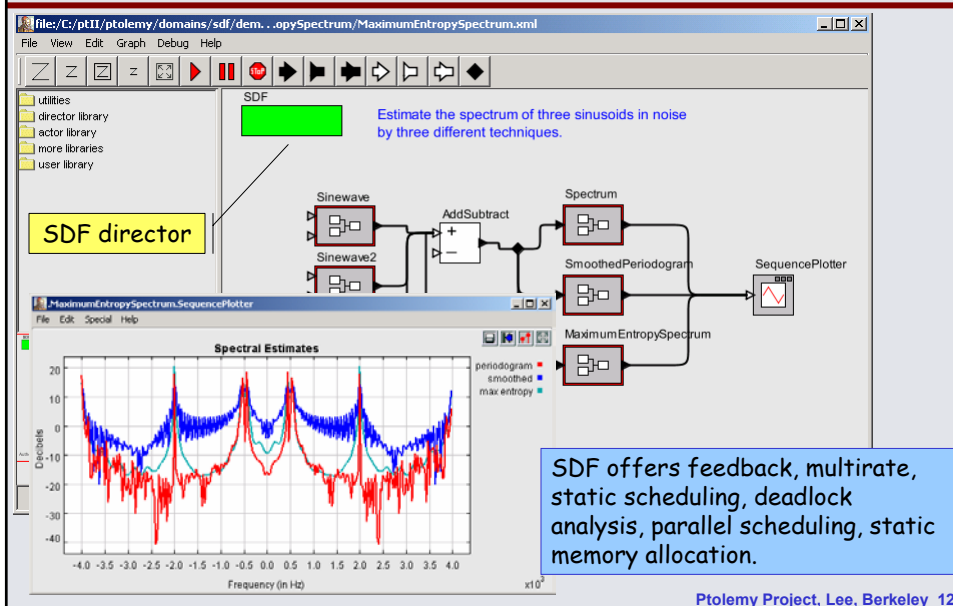 file:/C:/ptII/ptolemy/domains/sdf/dem. . .opySpectrum/MaximumEntropySpectrum.xml
File View Edit Graph Debug Help
STOP
utilities
director library
actor library
more libraries
user library
SDF
Estimate the spectrum of three sinusoids in noise
by three different techniques.
SDF director
Sinewave
AddSubtract
Spectrum
Sinewave2
SmoothedPeriodogram
SequencePlotter
MaximumEntropySpectrum
.MaximumEntropySpectrum.SequencePlotter
File Edit Special Help
Spectral Estimates
periodogram
smoothed
max entropy
20
10
0
-10
-20
-30
-40
Decibels
-4.0 -3.5 -3.0 -2.5 -2.0 -1.5 -1.0 -0.5 0.0 0.5 1.0 1.5 2.0 2.5 3.0 3.5 4.0
Frequency (in Hz)
x10³
SDF offers feedback, multirate,
static scheduling, deadlock
analysis, parallel scheduling, static
memory allocation.
Ptolemy Project, Lee, Berkeley 12